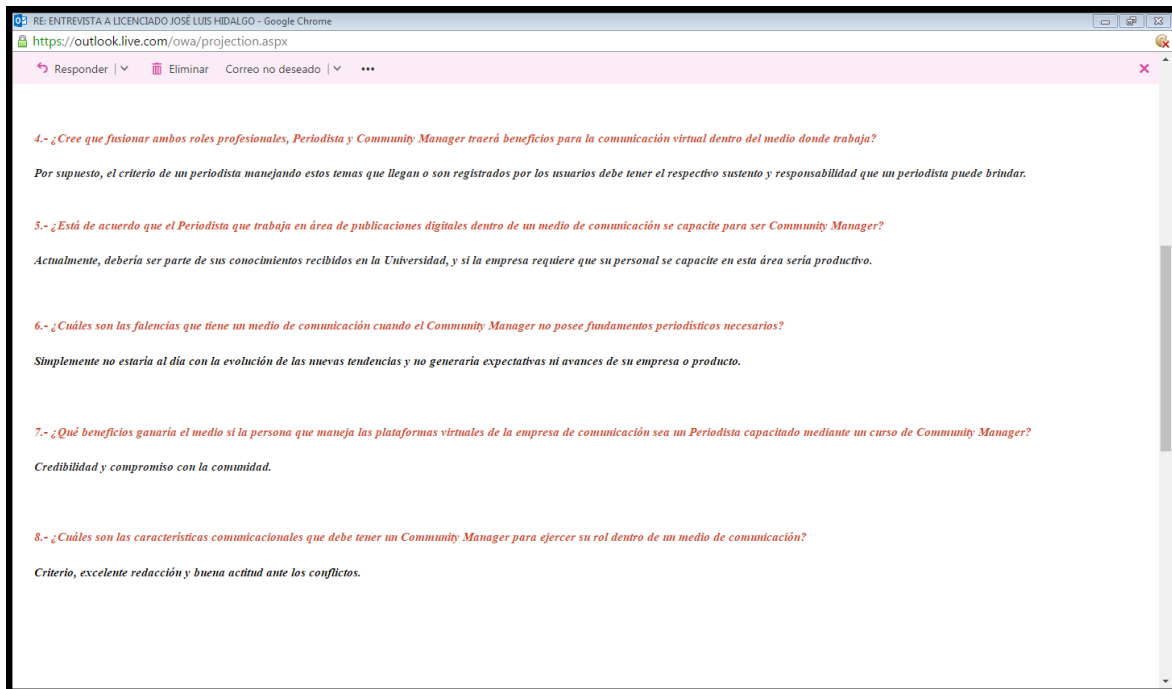 RE: ENTREVISTA A LICENCIADO JOSÉ LUIS HIDALGO - Google Chrome
https://outlook.live.com/owa/projection.aspx
Responder | Eliminar Correo no deseado | •••
4.- ¿Cree que fusionar ambos roles profesionales, Periodista y Community Manager traerá beneficios para la comunicación virtual dentro del medio donde trabaja?
Por supuesto, el criterio de un periodista manejando estos temas que llegan o son registrados por los usuarios debe tener el respectivo sustento y responsabilidad que un periodista puede brindar.
5.- ¿Está de acuerdo que el Periodista que trabaja en área de publicaciones digitales dentro de un medio de comunicación se capacite para ser Community Manager?
Actualmente, debería ser parte de sus conocimientos recibidos en la Universidad, y si la empresa requiere que su personal se capacite en esta área sería productivo.
6.- ¿Cuáles son las falencias que tiene un medio de comunicación cuando el Community Manager no posee fundamentos periodísticos necesarios?
Simplemente no estaría al día con la evolución de las nuevas tendencias y no generaría expectativas ni avances de su empresa o producto.
7.- ¿Qué beneficios ganaría el medio si la persona que maneja las plataformas virtuales de la empresa de comunicación sea un Periodista capacitado mediante un curso de Community Manager?
Credibilidad y compromiso con la comunidad.
8.- ¿Cuáles son las características comunicacionales que debe tener un Community Manager para ejercer su rol dentro de un medio de comunicación?
Criterio, excelente redacción y buena actitud ante los conflictos.